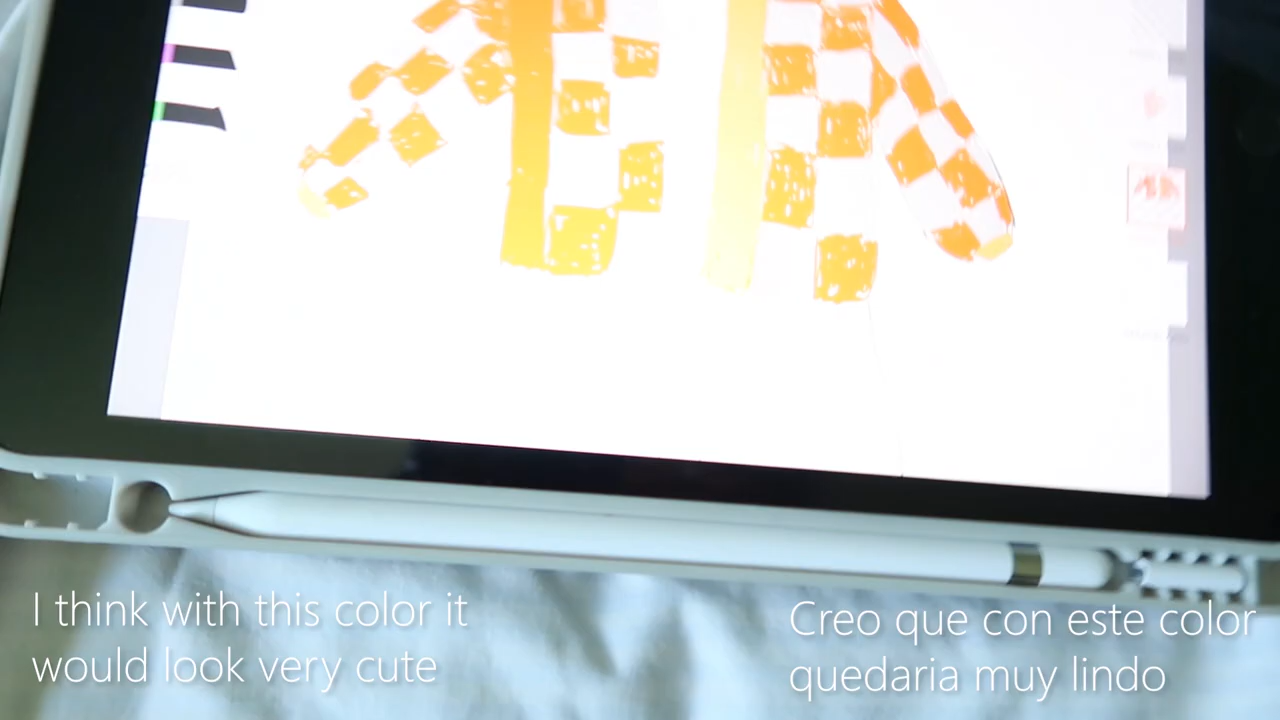 I think with this color it
would look very cute
Creo que con este color
quedaria muy lindo